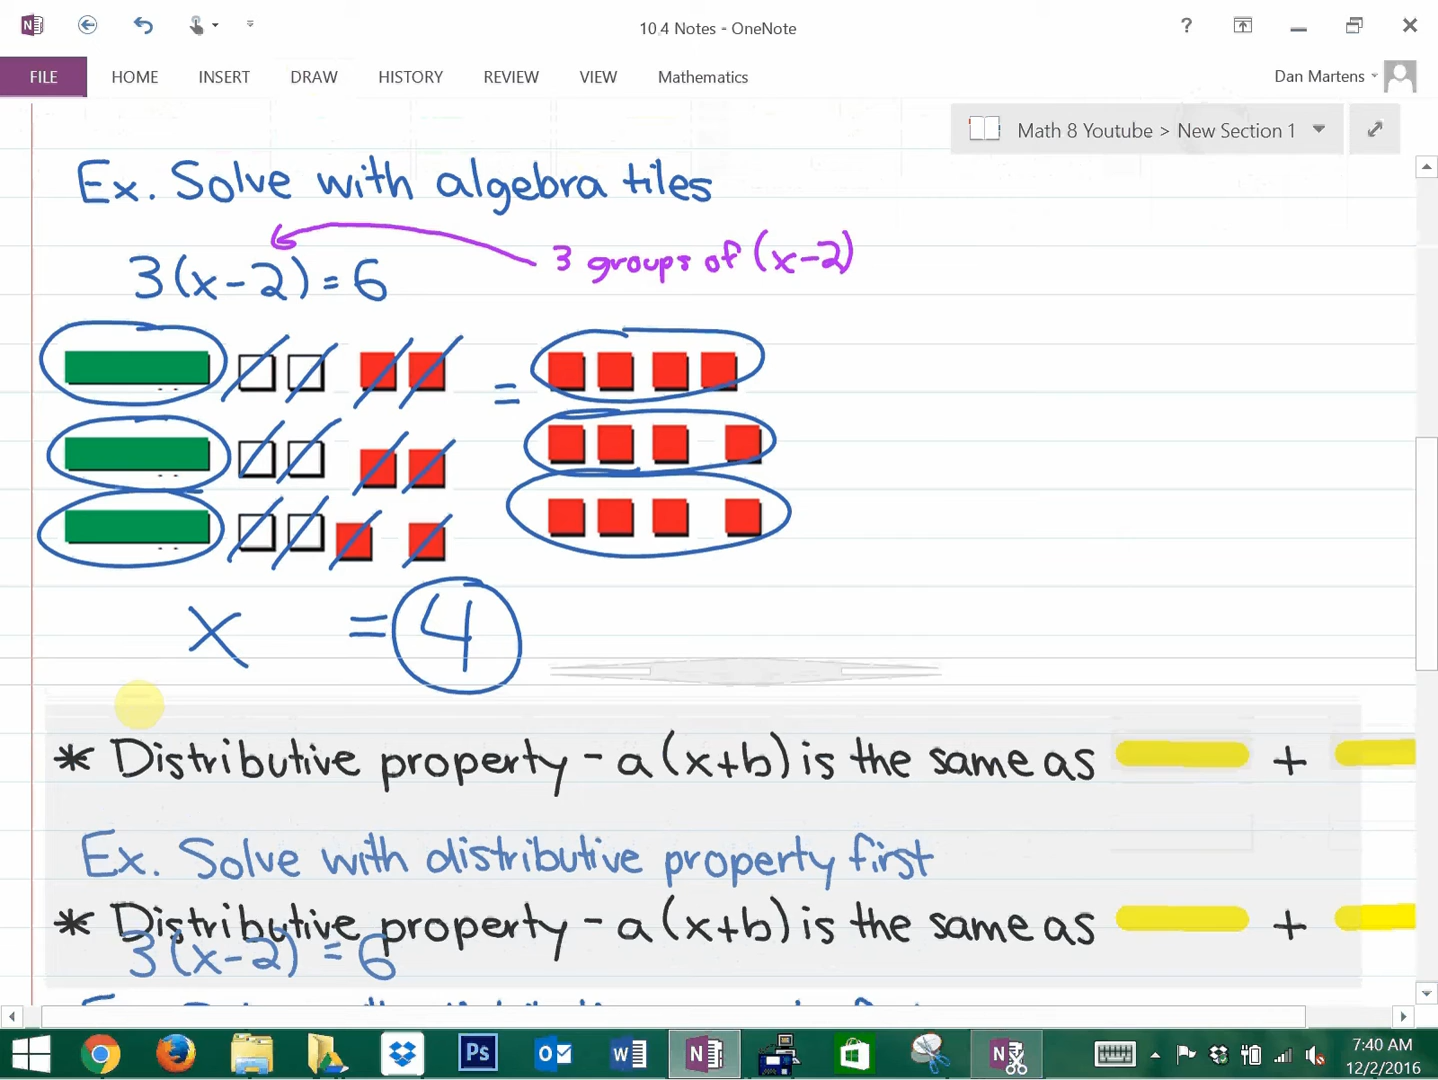 10.4 Notes - OneNote
?
FILE HOME INSERT DRAW HISTORY REVIEW VIEW Mathematics
Dan Martens
Math 8 Youtube > New Section 1
Ex. Solve with algebra tiles
3(x-2)=6
3 groups of (x-2)
=
x = 4
* Distributive property - a(x+b) is the same as +
Ex. Solve with distributive property first
* Distributive property - a(x+b) is the same as +
3(x-2) = 6
7:40 AM
12/2/2016